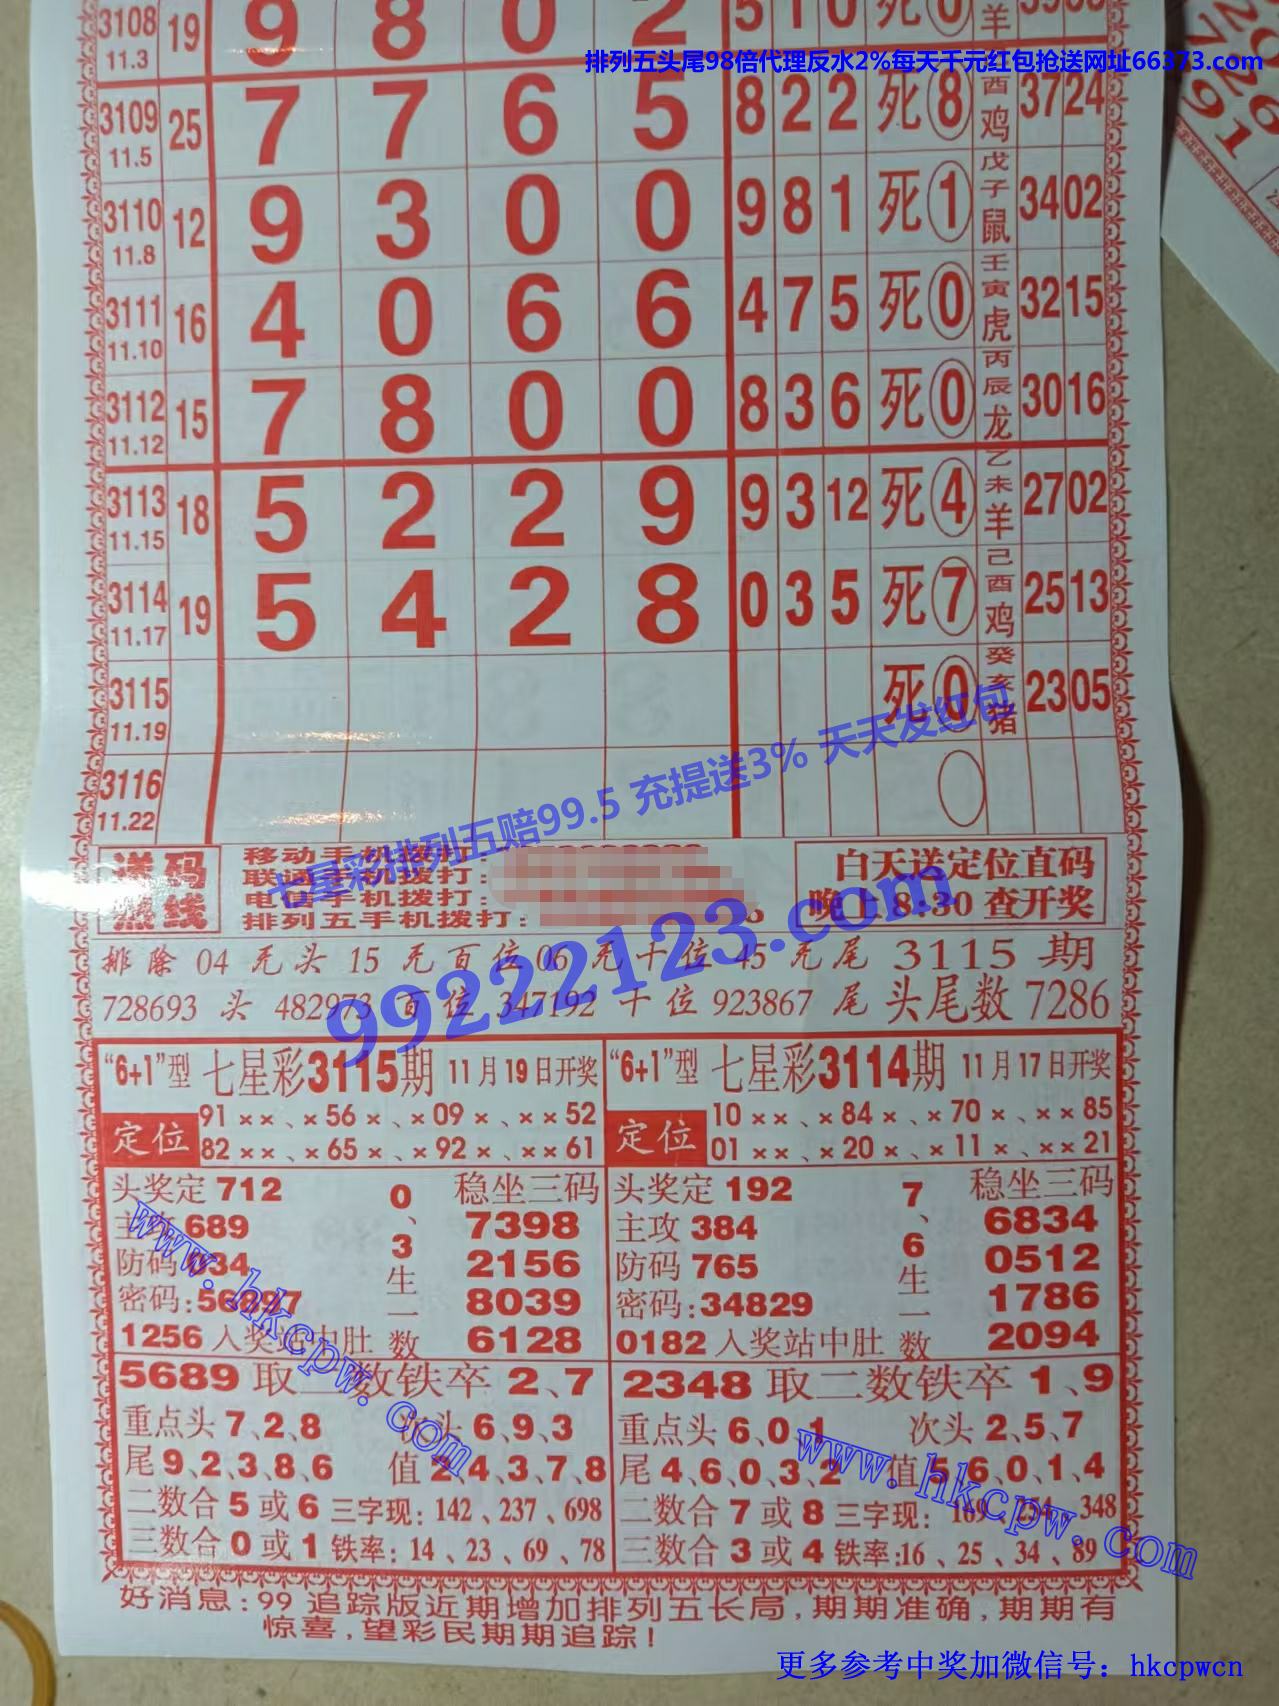 3108 19 9 8 0 2 5 1 0 死 0 羊
11.3
排列五头尾98倍代理反水2%每天千元红包抢送网址66373.com
3109 25 7 7 6 5 8 2 2 死 8 酉鸡 37 24
11.5
3110 12 9 3 0 0 9 8 1 死 1 戊子鼠 34 02
11.8
3111 16 4 0 6 6 4 7 5 死 0 壬寅虎 32 15
11.10
3112 15 7 8 0 0 8 3 6 死 0 丙辰龙 30 16
11.12
3113 18 5 2 2 9 9 3 12 死 4 乙未羊 27 02
11.15
3114 19 5 4 2 8 0 3 5 死 7 己酉鸡 25 13
11.17
3115 死 0 癸亥猪 23 05
11.19
3116
11.22
七星彩排列五赔99.5 充提送3% 天天发红包
送码热线
移动手机拨打:
联通手机拨打:
电信手机拨打:
排列五手机拨打:
白天送定位直码
晚上8:30 查开奖
99222123.com
排除 04 无头 15 无百位 06 无十位 45 无尾 3115 期
728693 头 482973 百位 347192 十位 923867 尾 头尾数 7286
“6+1”型 七星彩3115期 11月19日开奖
定位
91 ×× 、× 56 × 、× 09 × 、×× 52
82 ×× 、× 65 × 、× 92 × 、×× 61
头奖定 712
主攻 689
防码 634
密码:
1256 入奖站中肚
0、3生一数
稳坐三码
7398
2156
8039
6128
5689 取二数铁卒 2、7
重点头 7、2、8 次头 6、9、3
尾 9、2、3、8、6 值 2、4、3、7、8
二数合 5 或 6 三字现: 142、237、698
三数合 0 或 1 铁率: 14、23、69、78
“6+1”型 七星彩3114期 11月17日开奖
定位
10 ×× 、× 84 × 、× 70 × 、×× 85
01 ×× 、× 20 × 、× 11 × 、×× 21
头奖定 192
主攻 384
防码 765
密码:34829
0182 入奖站中肚
7、6生一数
稳坐三码
6834
0512
1786
2094
2348 取二数铁卒 1、9
重点头 6、0、1 次头 2、5、7
尾 4、6、0、3、2 值 5、6、0、1、4
二数合 7 或 8 三字现: 169、254、348
三数合 3 或 4 铁率:16、25、34、89
www.hkcpw.com
www.hkcpw.com
好消息:99 追踪版近期增加排列五长局,期期准确,期期有
惊喜,望彩民期期追踪!
更多参考中奖加微信号：hkcpwcn